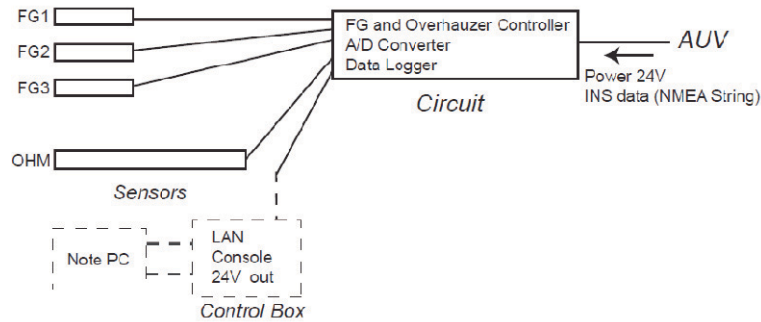 FG1
FG2
FG3
OHM
Sensors
FG and Overhauzer Controller
A/D Converter
Data Logger
Circuit
AUV
Power 24V
INS data (NMEA String)
Note PC
LAN
Console
24V out
Control Box